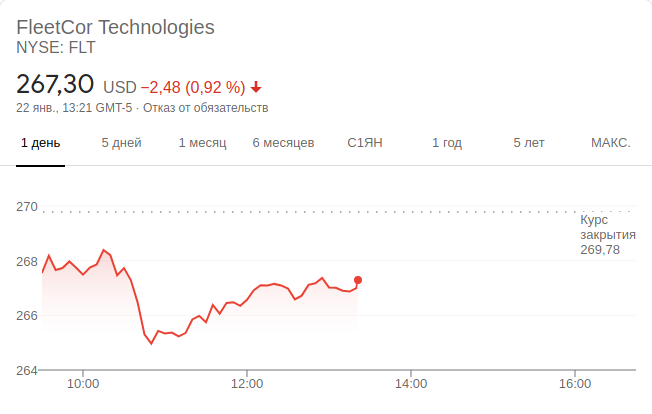 FleetCor Technologies
NYSE: FLT
267,30 USD −2,48 (0,92 %)
22 янв., 13:21 GMT-5 · Отказ от обязательств
1 день 5 дней 1 месяц 6 месяцев С1ЯН 1 год 5 лет МАКС.
270
Курс
закрытия
269,78
268
266
264
10:00 12:00 14:00 16:00